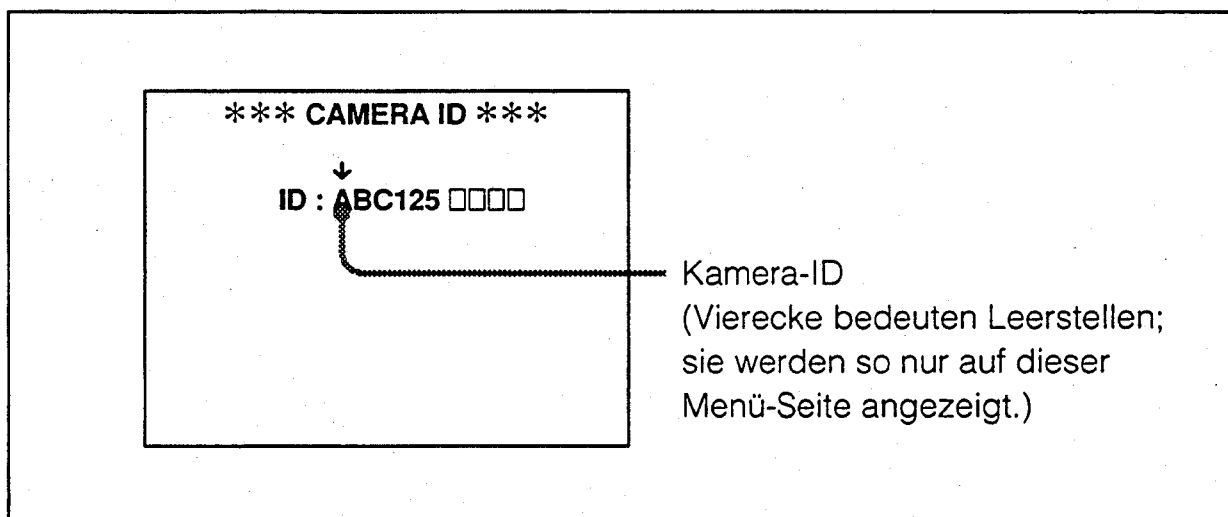 *** CAMERA ID ***
↓
ID : ABC125 □□□□
Kamera-ID
(Vierecke bedeuten Leerstellen;
sie werden so nur auf dieser
Menü-Seite angezeigt.)